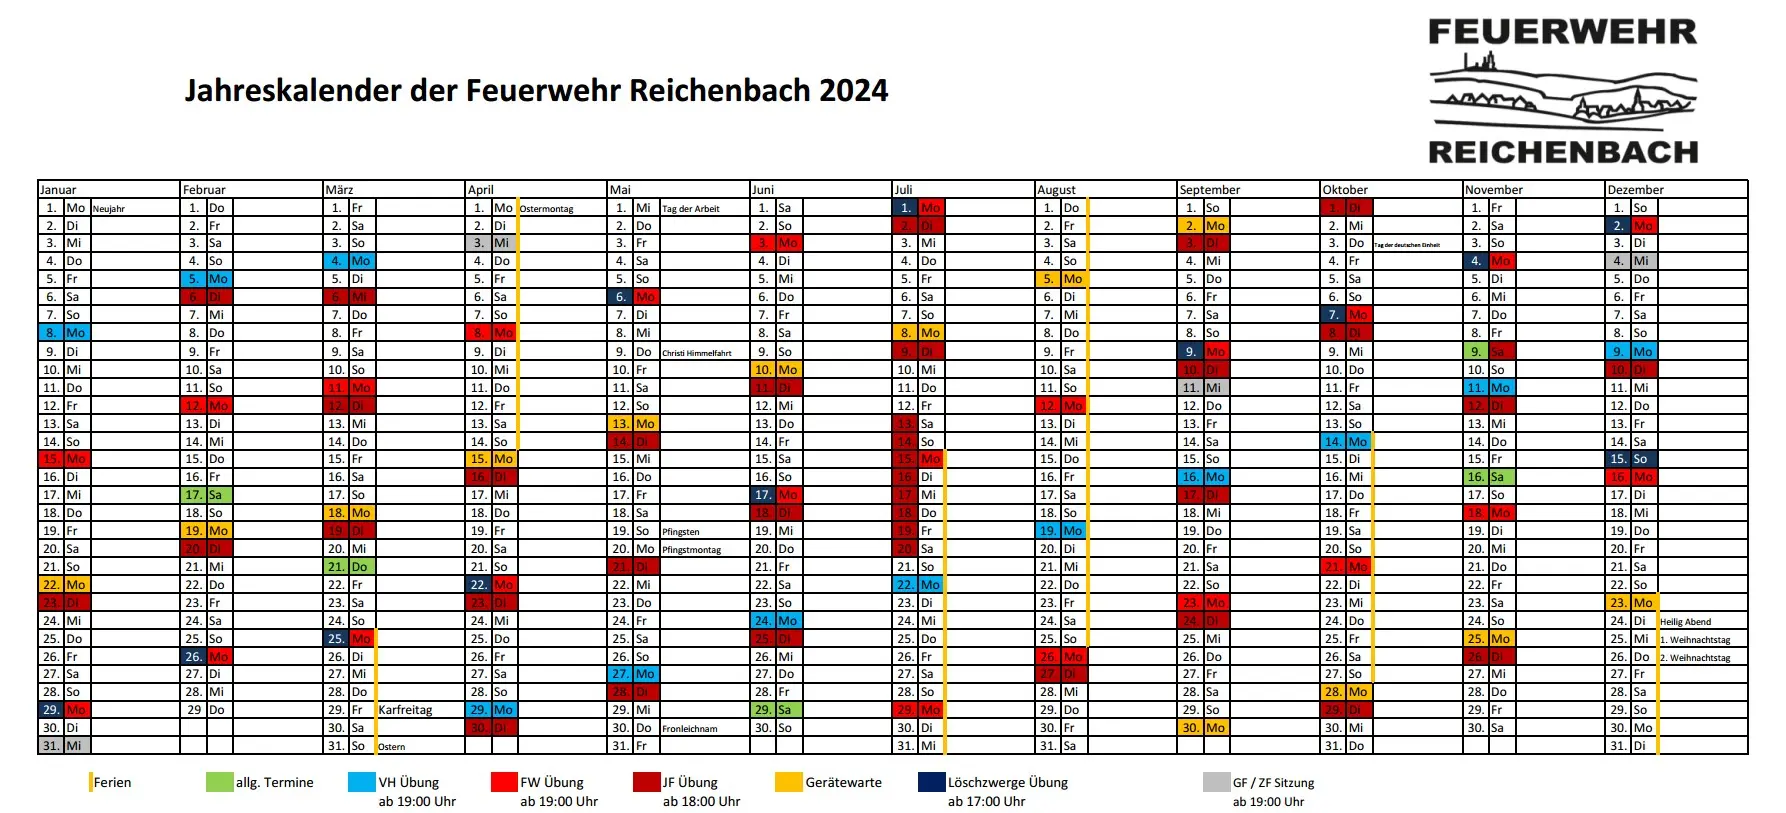 FEUERWEHR
Jahreskalender der Feuerwehr Reichenbach 2024
REICHENBACH
Januar Februar März April Mai Juni Juli August September Oktober November Dezember
1. Mo Neujahr 1. Do 1. Fr 1. Mo Ostermontag 1. Mi Tag der Arbeit 1. Sa 1. Mo 1. Do 1. So 1. Di 1. Fr 1. So
2. Di 2. Fr 2. Sa 2. Di 2. Do 2. So 2. Di 2. Fr 2. Mo 2. Mi 2. Sa 2. Mo
3. Mi 3. Sa 3. So 3. Mi 3. Fr 3. Mo 3. Mi 3. Sa 3. Di 3. Do Tag der deutschen Einheit 3. So 3. Di
4. Do 4. So 4. Mo 4. Do 4. Sa 4. Di 4. Do 4. So 4. Mi 4. Fr 4. Mo 4. Mi
5. Fr 5. Mo 5. Di 5. Fr 5. So 5. Mi 5. Fr 5. Mo 5. Do 5. Sa 5. Di 5. Do
6. Sa 6. Di 6. Mi 6. Sa 6. Mo 6. Do 6. Sa 6. Di 6. Fr 6. So 6. Mi 6. Fr
7. So 7. Mi 7. Do 7. So 7. Di 7. Fr 7. So 7. Mi 7. Sa 7. Mo 7. Do 7. Sa
8. Mo 8. Do 8. Fr 8. Mo 8. Mi 8. Sa 8. Mo 8. Do 8. So 8. Di 8. Fr 8. So
9. Di 9. Fr 9. Sa 9. Di 9. Do Christi Himmelfahrt 9. So 9. Di 9. Fr 9. Mo 9. Mi 9. Sa 9. Mo
10. Mi 10. Sa 10. So 10. Mi 10. Fr 10. Mo 10. Mi 10. Sa 10. Di 10. Do 10. So 10. Di
11. Do 11. So 11. Mo 11. Do 11. Sa 11. Di 11. Do 11. So 11. Mi 11. Fr 11. Mo 11. Mi
12. Fr 12. Mo 12. Di 12. Fr 12. So 12. Mi 12. Fr 12. Mo 12. Do 12. Sa 12. Di 12. Do
13. Sa 13. Di 13. Mi 13. Sa 13. Mo 13. Do 13. Sa 13. Di 13. Fr 13. So 13. Mi 13. Fr
14. So 14. Mi 14. Do 14. So 14. Di 14. Fr 14. So 14. Mi 14. Sa 14. Mo 14. Do 14. Sa
15. Mo 15. Do 15. Fr 15. Mo 15. Mi 15. Sa 15. Mo 15. Do 15. So 15. Di 15. Fr 15. So
16. Di 16. Fr 16. Sa 16. Di 16. Do 16. So 16. Di 16. Fr 16. Mo 16. Mi 16. Sa 16. Mo
17. Mi 17. Sa 17. So 17. Mi 17. Fr 17. Mo 17. Mi 17. Sa 17. Di 17. Do 17. So 17. Di
18. Do 18. So 18. Mo 18. Do 18. Sa 18. Di 18. Do 18. So 18. Mi 18. Fr 18. Mo 18. Mi
19. Fr 19. Mo 19. Di 19. Fr 19. So Pfingsten 19. Mi 19. Fr 19. Mo 19. Do 19. Sa 19. Di 19. Do
20. Sa 20. Di 20. Mi 20. Sa 20. Mo Pfingstmontag 20. Do 20. Sa 20. Di 20. Fr 20. So 20. Mi 20. Fr
21. So 21. Mi 21. Do 21. So 21. Di 21. Fr 21. So 21. Mi 21. Sa 21. Mo 21. Do 21. Sa
22. Mo 22. Do 22. Fr 22. Mo 22. Mi 22. Sa 22. Mo 22. Do 22. So 22. Di 22. Fr 22. So
23. Di 23. Fr 23. Sa 23. Di 23. Do 23. So 23. Di 23. Fr 23. Mo 23. Mi 23. Sa 23. Mo
24. Mi 24. Sa 24. So 24. Mi 24. Fr 24. Mo 24. Mi 24. Sa 24. Di 24. Do 24. So 24. Di Heilig Abend
25. Do 25. So 25. Mo 25. Do 25. Sa 25. Di 25. Do 25. So 25. Mi 25. Fr 25. Mo 25. Mi 1. Weihnachtstag
26. Fr 26. Mo 26. Di 26. Fr 26. So 26. Mi 26. Fr 26. Mo 26. Do 26. Sa 26. Di 26. Do 2. Weihnachtstag
27. Sa 27. Di 27. Mi 27. Sa 27. Mo 27. Do 27. Sa 27. Di 27. Fr 27. So 27. Mi 27. Fr
28. So 28. Mi 28. Do 28. So 28. Di 28. Fr 28. So 28. Mi 28. Sa 28. Mo 28. Do 28. Sa
29. Mo 29 Do 29. Fr Karfreitag 29. Mo 29. Mi 29. Sa 29. Mo 29. Do 29. So 29. Di 29. Fr 29. So
30. Di 30. Sa 30. Di 30. Do Fronleichnam 30. So 30. Di 30. Fr 30. Mo 30. Mi 30. Sa 30. Mo
31. Mi 31. So Ostern 31. Fr 31. Mi 31. Sa 31. Do 31. Di
Ferien allg. Termine VH Übung FW Übung JF Übung Gerätewarte Löschzwerge Übung GF / ZF Sitzung
ab 19:00 Uhr ab 19:00 Uhr ab 18:00 Uhr ab 17:00 Uhr ab 19:00 Uhr